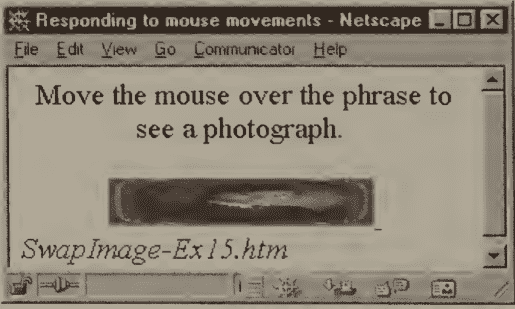 Responding to mouse movements - Netscape
File Edit View Go Communicator Help
Move the mouse over the phrase to
see a photograph.
SwapImage-Ex15.htm